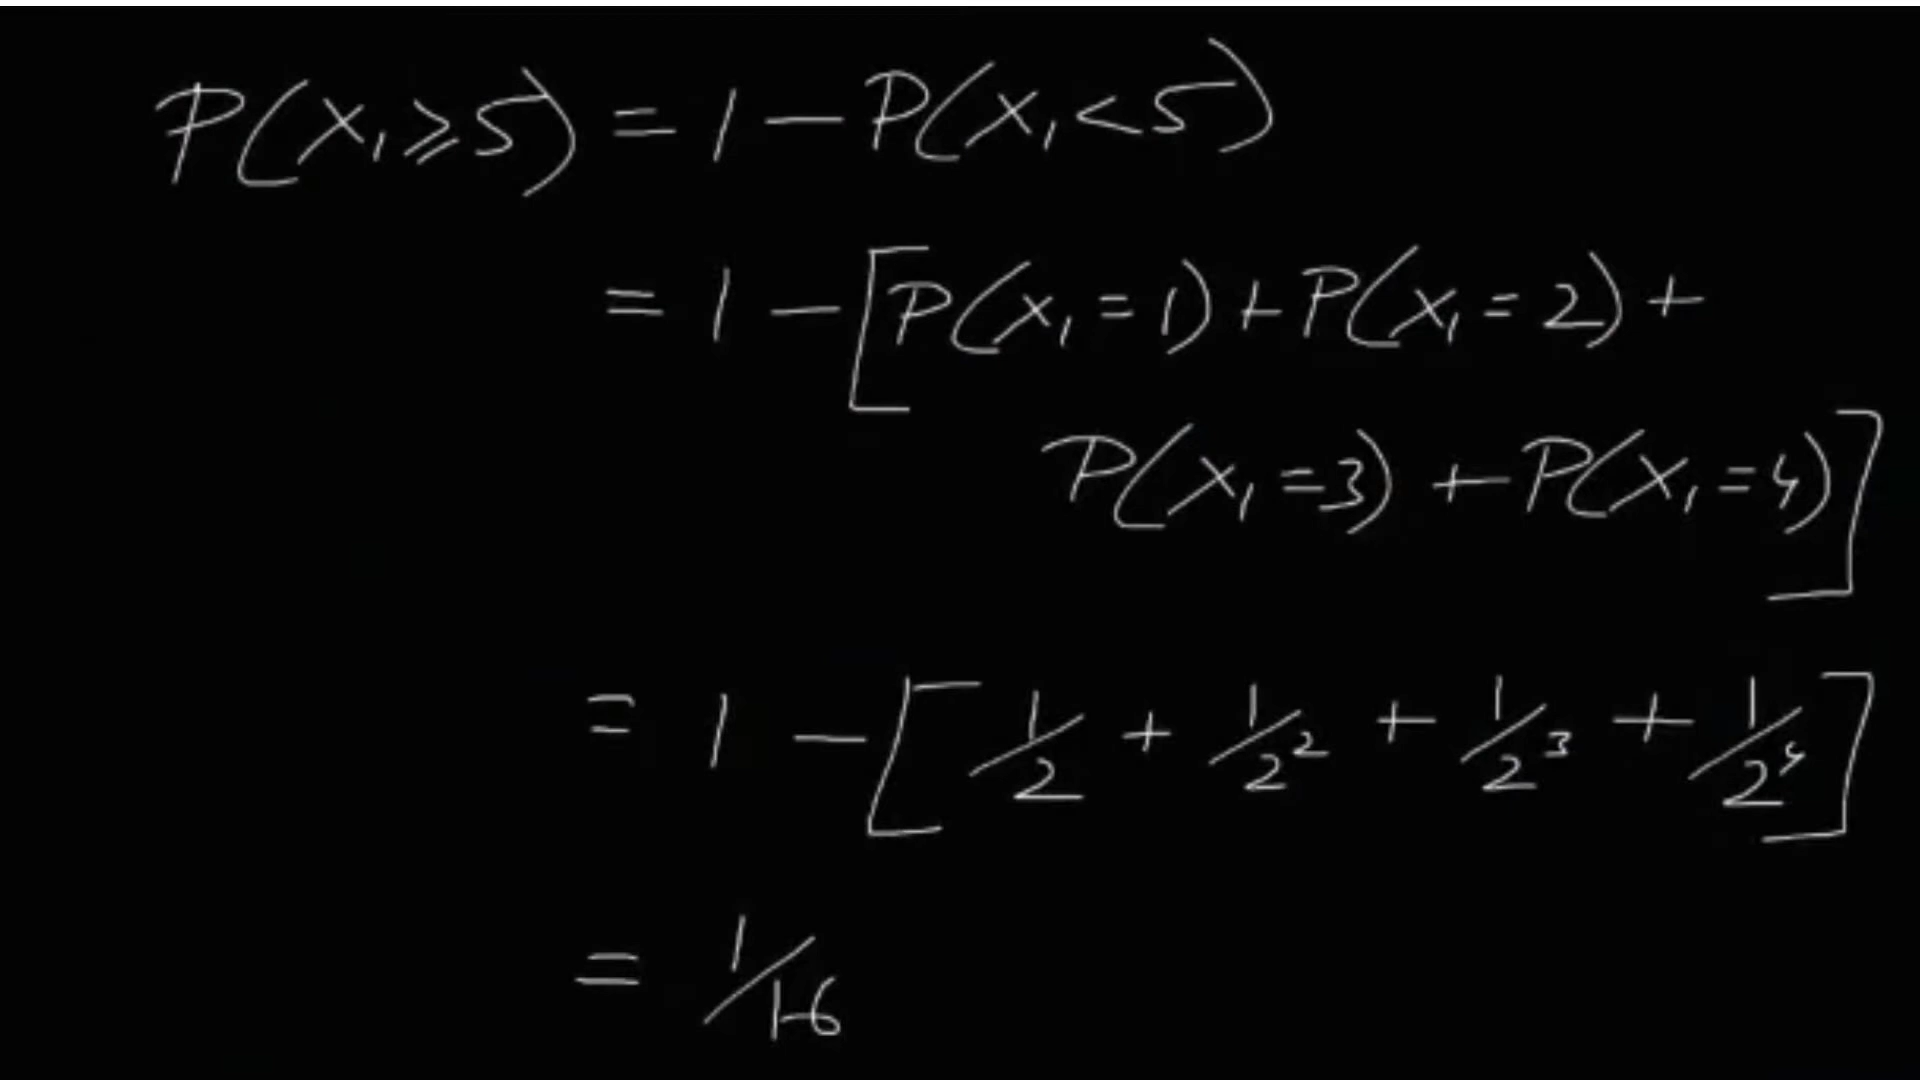 P(x₁⩾5) = 1 – P(x₁<5)
= 1 – [P(x₁=1)+P(x₁=2)+
P(x₁=3) + P(x₁=4)]
= 1 – [1/2 + 1/2² + 1/2³ + 1/2⁴]
= 1/16